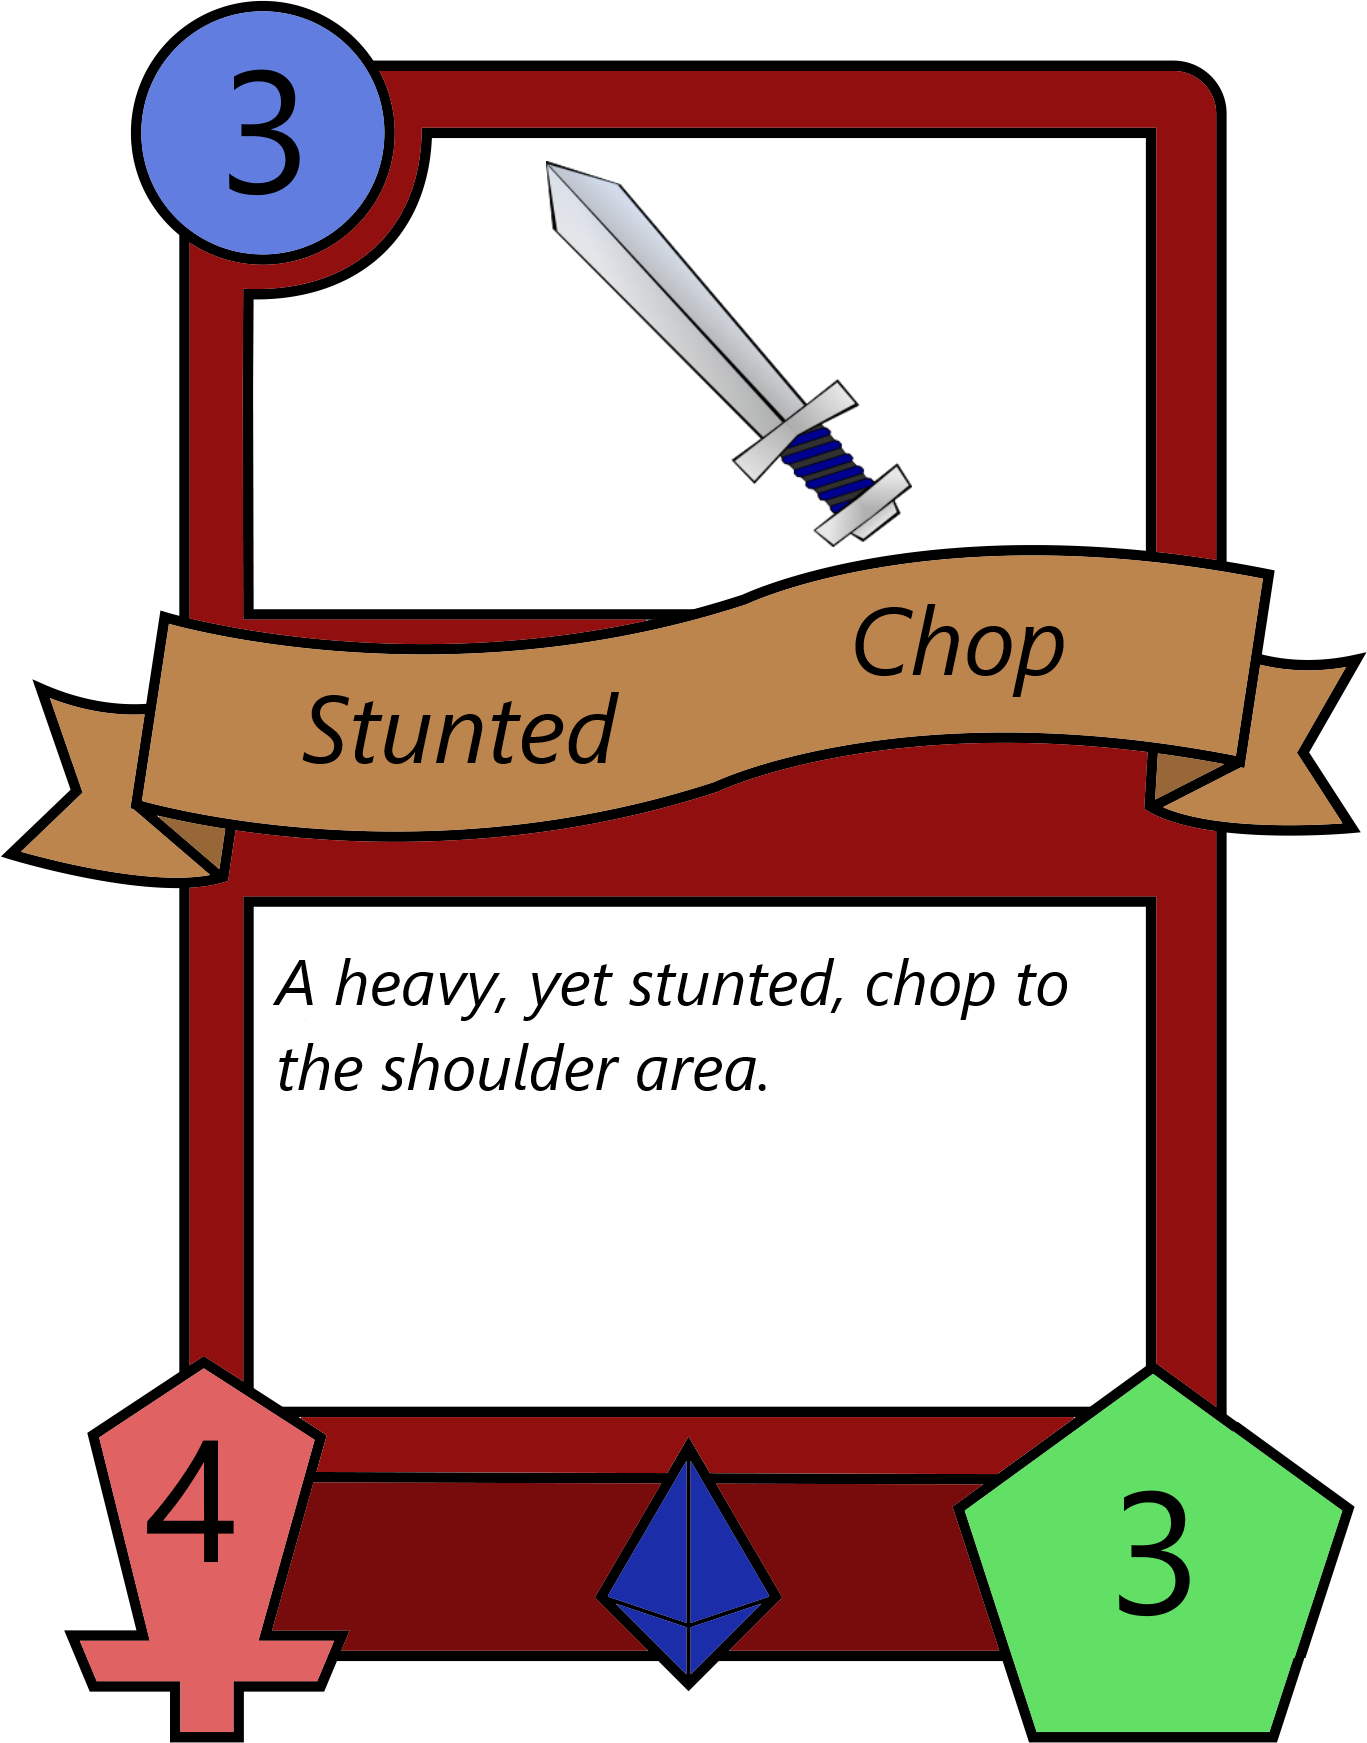 3
Stunted Chop
A heavy, yet stunted, chop to
the shoulder area.
4
3